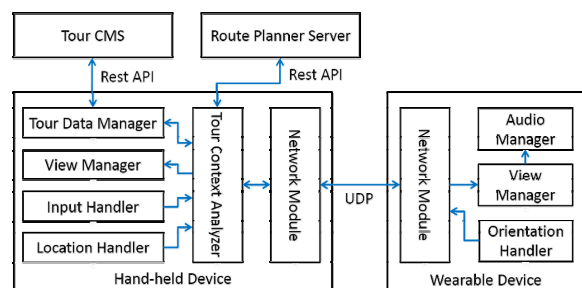 Tour CMS
Route Planner Server
Rest API
Rest API
Tour Data Manager
View Manager
Input Handler
Location Handler
Tour Context Analyzer
Network Module
Hand-held Device
UDP
Network Module
Audio
Manager
View
Manager
Orientation
Handler
Wearable Device